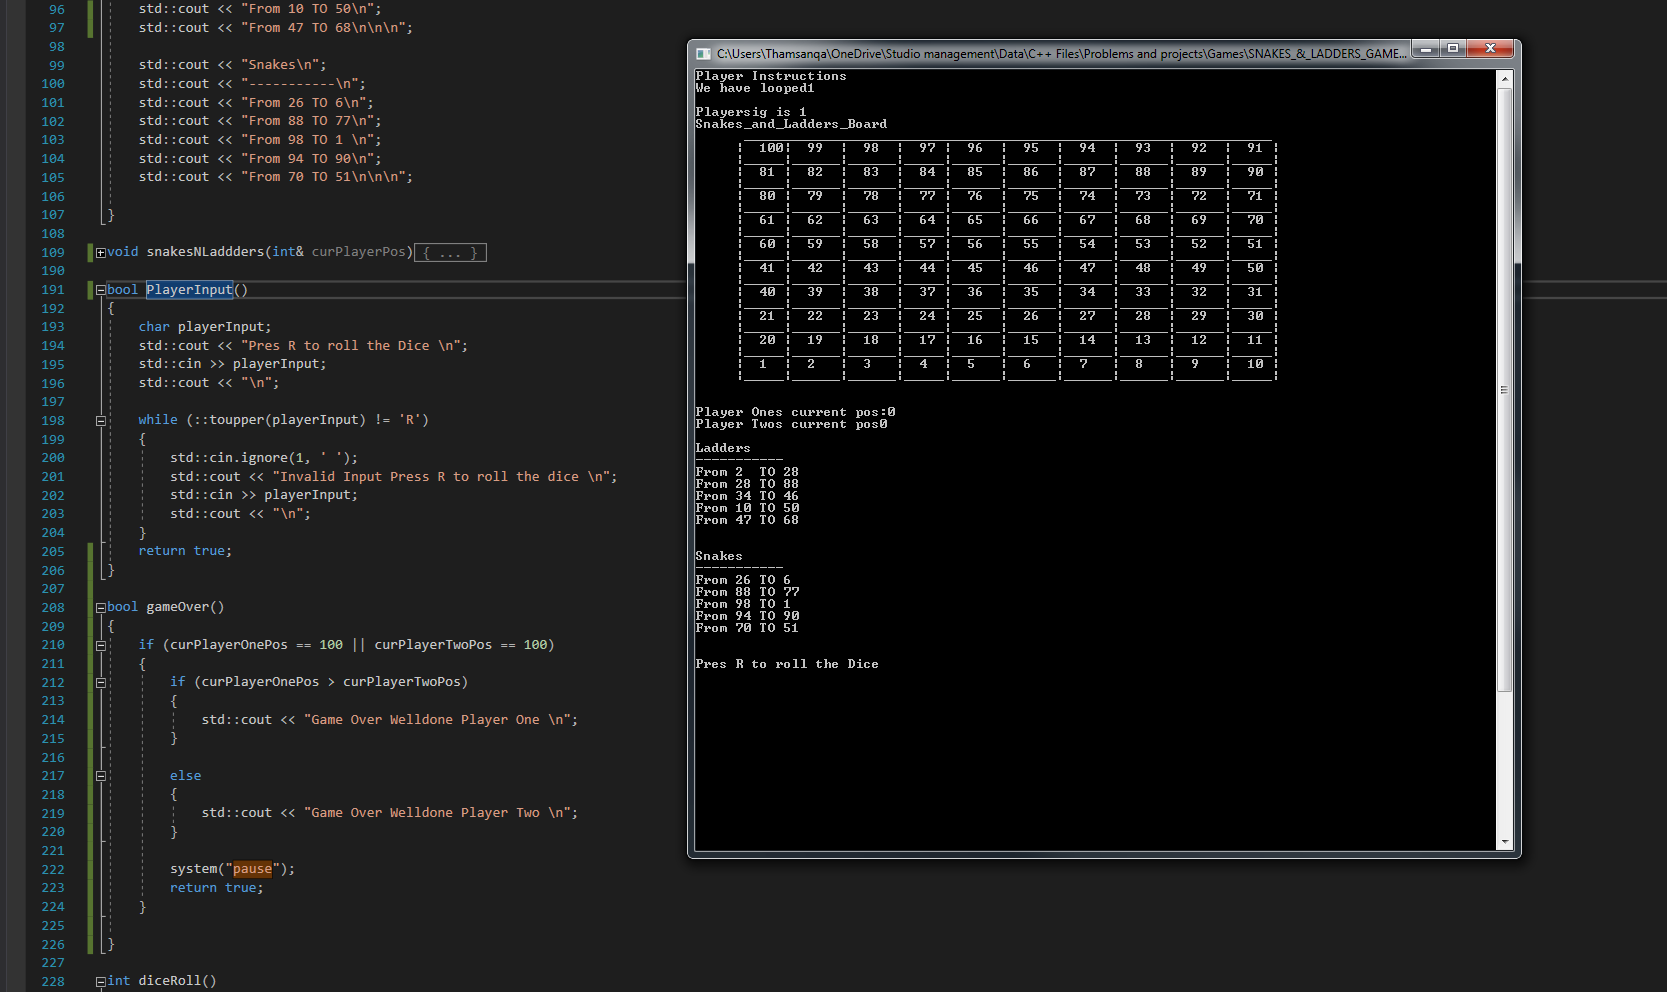 96 std::cout << "From 10 TO 50\n";
97 std::cout << "From 47 TO 68\n\n\n";
98
99 std::cout << "Snakes\n";
100 std::cout << "-----------\n";
101 std::cout << "From 26 TO 6\n";
102 std::cout << "From 88 TO 77\n";
103 std::cout << "From 98 TO 1 \n";
104 std::cout << "From 94 TO 90\n";
105 std::cout << "From 70 TO 51\n\n\n";
106
107 }
108
109 void snakesNLaddders(int& curPlayerPos){ ... }
190
191 bool PlayerInput()
192 {
193 char playerInput;
194 std::cout << "Pres R to roll the Dice \n";
195 std::cin >> playerInput;
196 std::cout << "\n";
197
198 while (::toupper(playerInput) != 'R')
199 {
200 std::cin.ignore(1, ' ');
201 std::cout << "Invalid Input Press R to roll the dice \n";
202 std::cin >> playerInput;
203 std::cout << "\n";
204 }
205 return true;
206 }
207
208 bool gameOver()
209 {
210 if (curPlayerOnePos == 100 || curPlayerTwoPos == 100)
211 {
212 if (curPlayerOnePos > curPlayerTwoPos)
213 {
214 std::cout << "Game Over Welldone Player One \n";
215 }
216
217 else
218 {
219 std::cout << "Game Over Welldone Player Two \n";
220 }
221
222 system("pause");
223 return true;
224 }
225
226 }
227
228 int diceRoll()
C:\Users\Thamsanqa\OneDrive\Studio management\Data\C++ Files\Problems and projects\Games\SNAKES_&_LADDERS_GAME...
Player Instructions
We have looped1
Playersig is 1
Snakes_and_Ladders_Board
¦ 100¦ 99 ¦ 98 ¦ 97 ¦ 96 ¦ 95 ¦ 94 ¦ 93 ¦ 92 ¦ 91 ¦
¦ 81 ¦ 82 ¦ 83 ¦ 84 ¦ 85 ¦ 86 ¦ 87 ¦ 88 ¦ 89 ¦ 90 ¦
¦ 80 ¦ 79 ¦ 78 ¦ 77 ¦ 76 ¦ 75 ¦ 74 ¦ 73 ¦ 72 ¦ 71 ¦
¦ 61 ¦ 62 ¦ 63 ¦ 64 ¦ 65 ¦ 66 ¦ 67 ¦ 68 ¦ 69 ¦ 70 ¦
¦ 60 ¦ 59 ¦ 58 ¦ 57 ¦ 56 ¦ 55 ¦ 54 ¦ 53 ¦ 52 ¦ 51 ¦
¦ 41 ¦ 42 ¦ 43 ¦ 44 ¦ 45 ¦ 46 ¦ 47 ¦ 48 ¦ 49 ¦ 50 ¦
¦ 40 ¦ 39 ¦ 38 ¦ 37 ¦ 36 ¦ 35 ¦ 34 ¦ 33 ¦ 32 ¦ 31 ¦
¦ 21 ¦ 22 ¦ 23 ¦ 24 ¦ 25 ¦ 26 ¦ 27 ¦ 28 ¦ 29 ¦ 30 ¦
¦ 20 ¦ 19 ¦ 18 ¦ 17 ¦ 16 ¦ 15 ¦ 14 ¦ 13 ¦ 12 ¦ 11 ¦
¦ 1 ¦ 2 ¦ 3 ¦ 4 ¦ 5 ¦ 6 ¦ 7 ¦ 8 ¦ 9 ¦ 10 ¦
Player Ones current pos:0
Player Twos current pos0
Ladders
-----------
From 2 TO 28
From 28 TO 88
From 34 TO 46
From 10 TO 50
From 47 TO 68
Snakes
-----------
From 26 TO 6
From 88 TO 77
From 98 TO 1
From 94 TO 90
From 70 TO 51
Pres R to roll the Dice